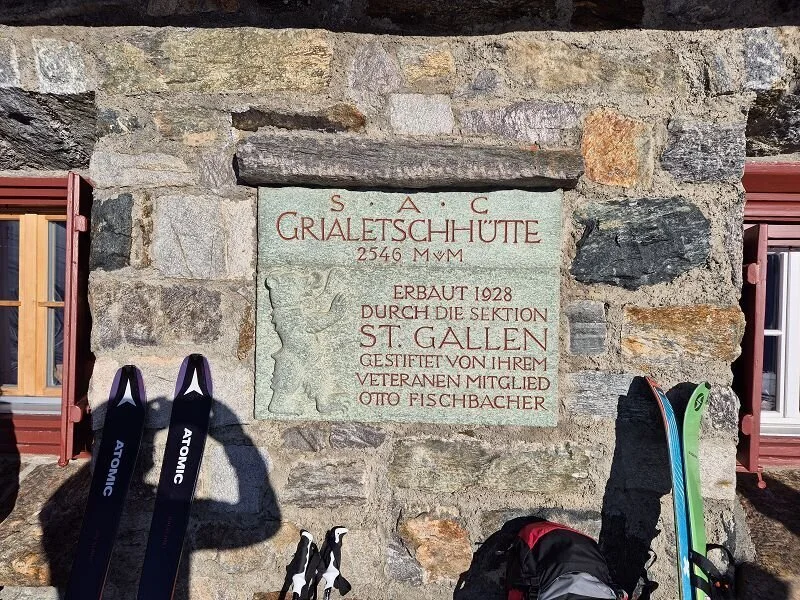 S · A · C
GRIALETSCHHÜTTE
2546 M ü M
ERBAUT 1928
DURCH DIE SEKTION
ST. GALLEN
GESTIFTET VON IHREM
VETERANEN MITGLIED
OTTO FISCHBACHER
ATOMIC
ATOMIC